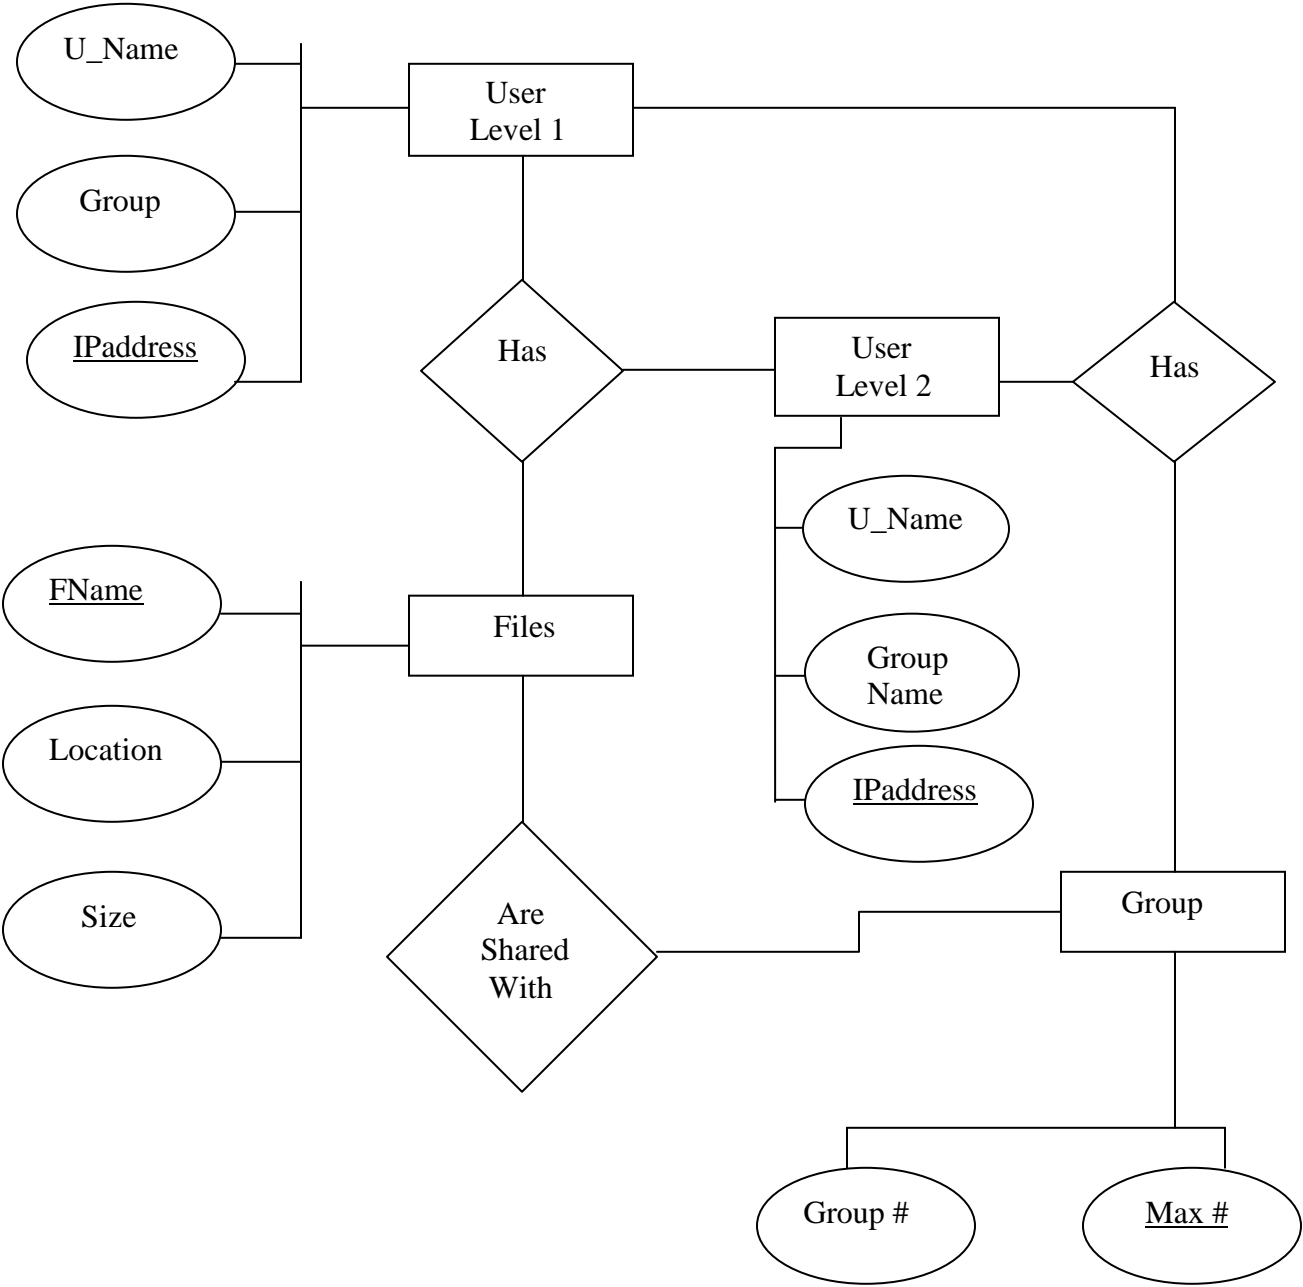 U_Name
User
Level 1
Group
IPaddress
Has
User
Level 2
Has
U_Name
FName
Files
Group
Name
Location
IPaddress
Size
Are
Shared
With
Group
Group #
Max #